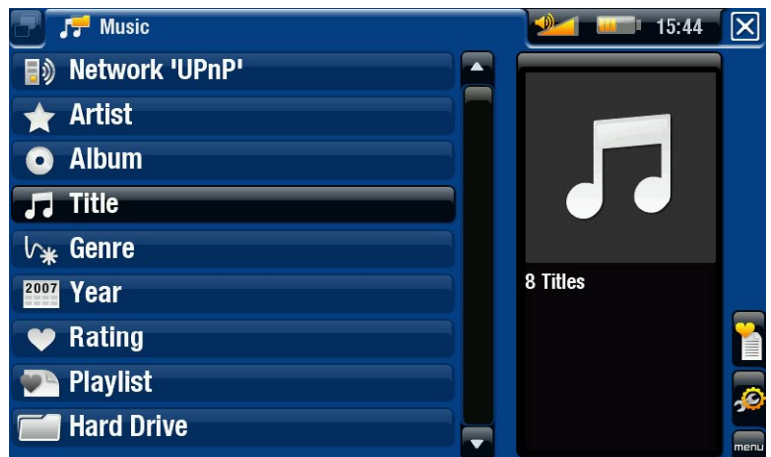 Music
15:44
Network 'UPnP'
Artist
Album
Title
Genre
2007 Year
Rating
Playlist
Hard Drive
8 Titles
menu